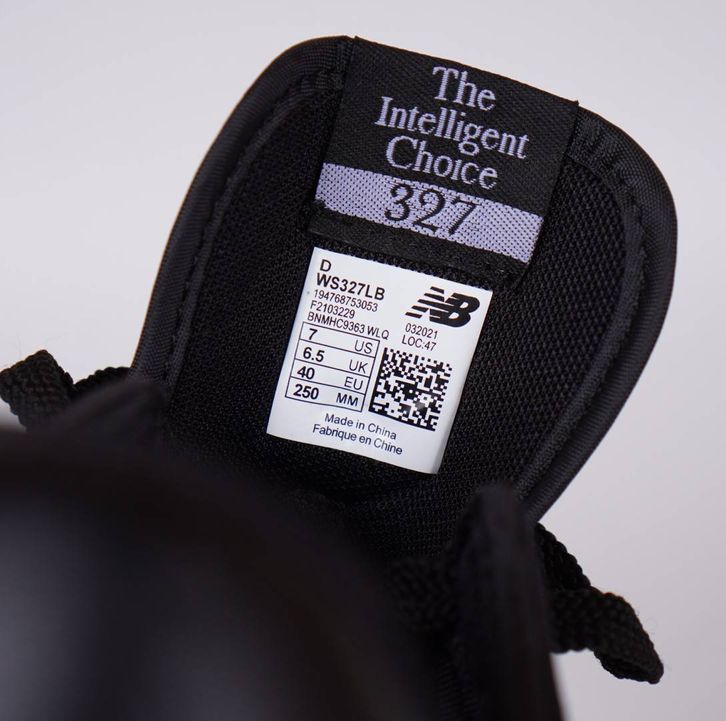 The
Intelligent
Choice
327
D
WS327LB
194768753053
F2103229
BNMHC9363 WLQ
NB
032021
LOC:47
7 US
6.5 UK
40 EU
250 MM
Made in China
Fabrique en Chine